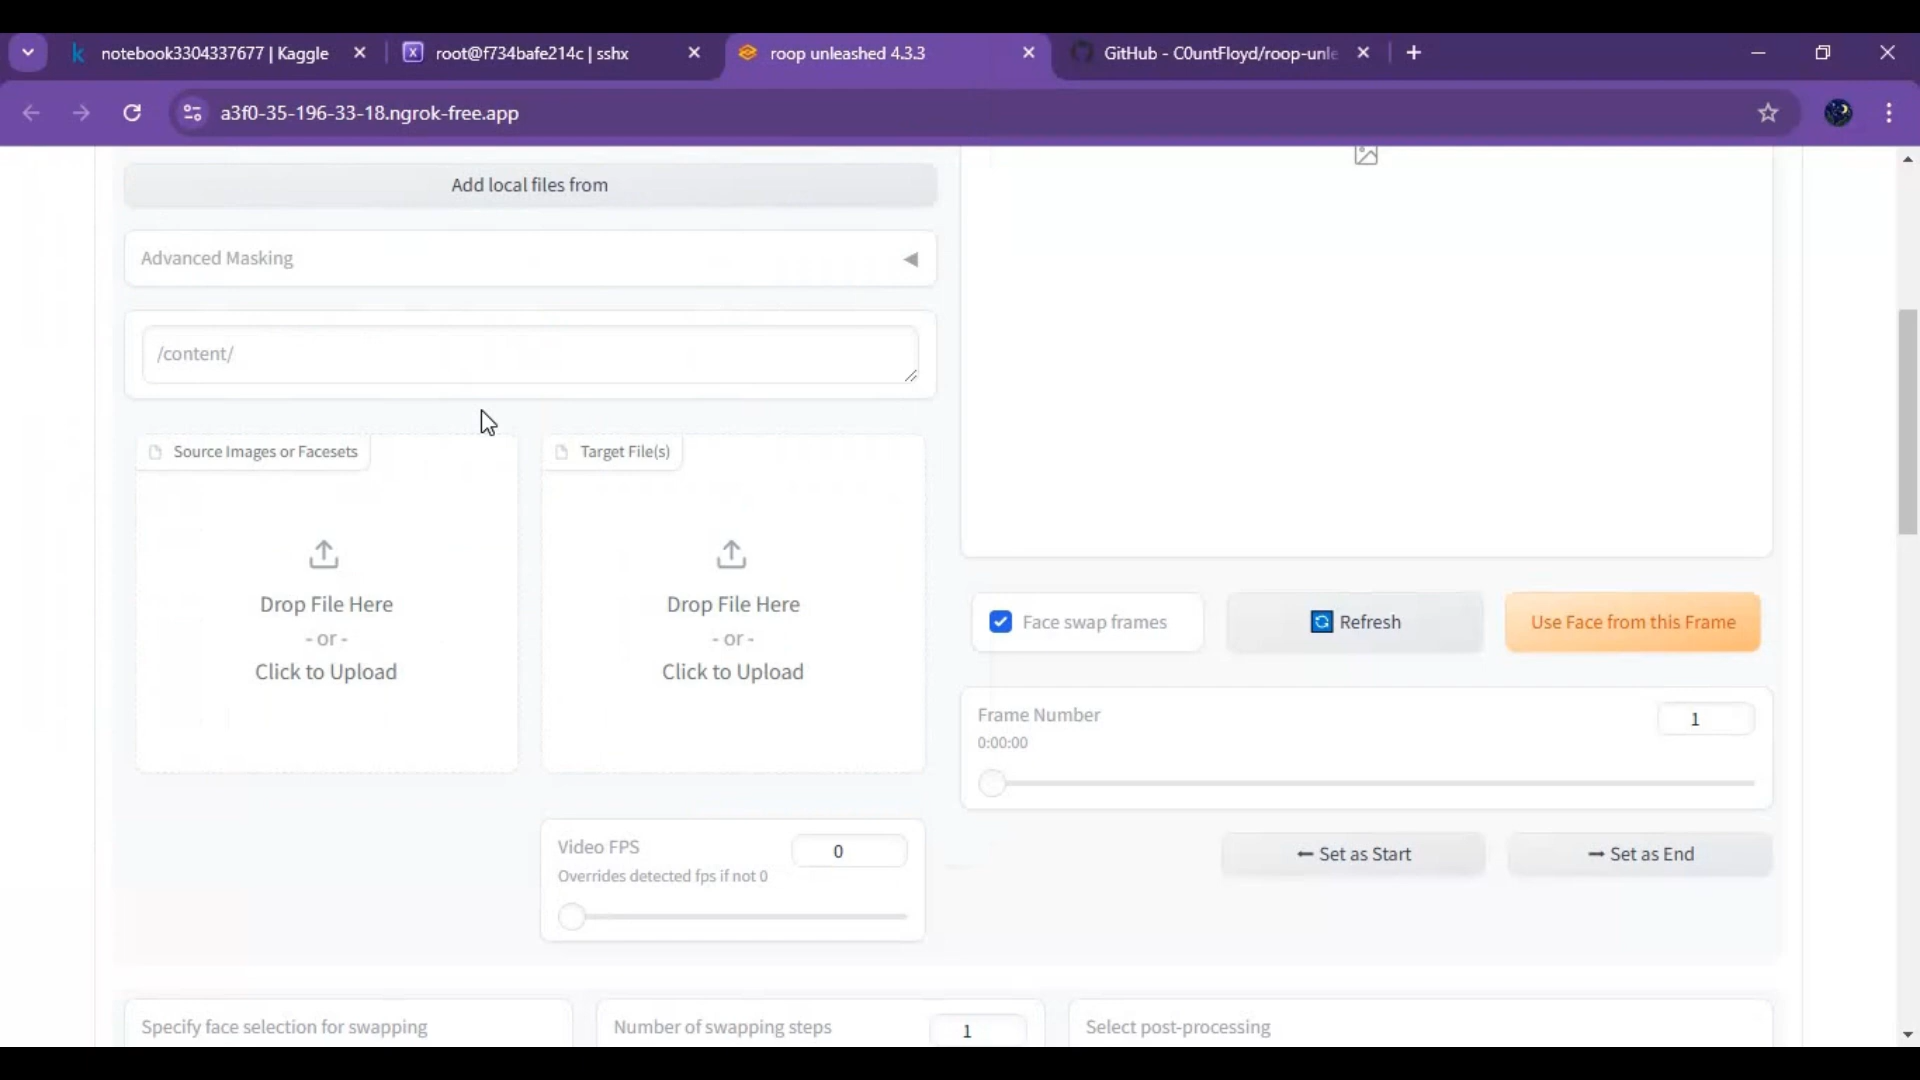 notebook3304337677 | Kaggle
root@f734bafe214c | sshx
roop unleashed 4.3.3
GitHub - C0untFloyd/roop-unle
a3f0-35-196-33-18.ngrok-free.app
Add local files from
Advanced Masking
/content/
Source Images or Facesets
Target File(s)
Drop File Here
- or -
Click to Upload
Drop File Here
- or -
Click to Upload
Face swap frames
Refresh
Use Face from this Frame
Frame Number
1
0:00:00
Video FPS
0
Overrides detected fps if not 0
⬅ Set as Start
➡ Set as End
Specify face selection for swapping
Number of swapping steps
1
Select post-processing